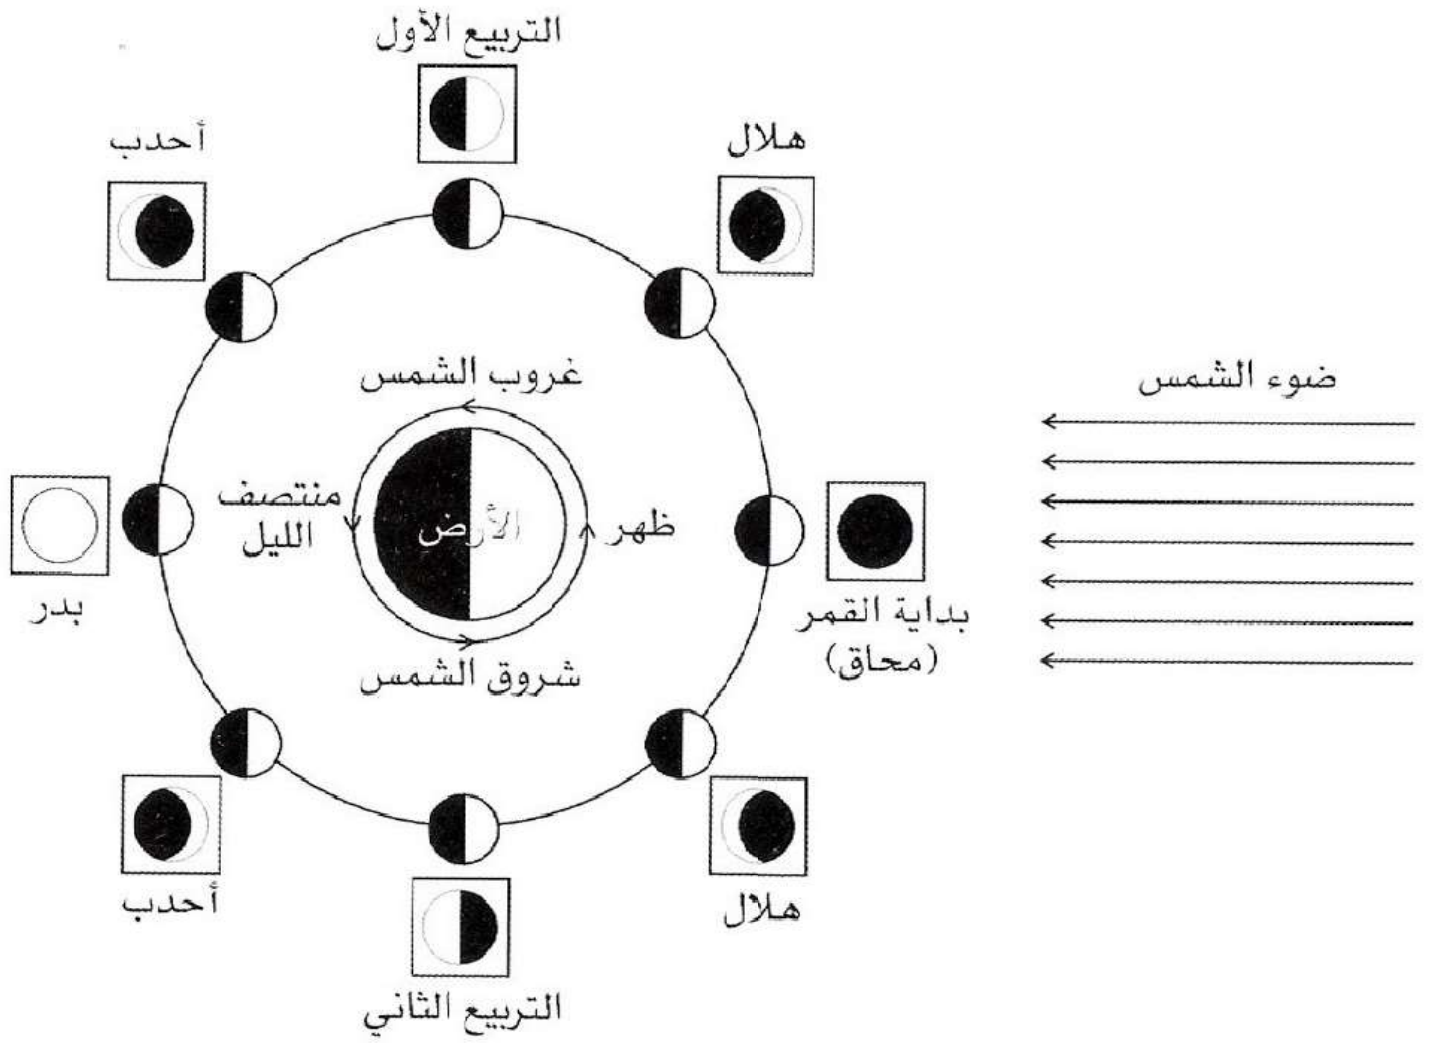 التربيع الأول
هلال
أحدب
ضوء الشمس
غروب الشمس
منتصف
الليل
الأرض
ظهر
شروق الشمس
بدر
بداية القمر
(محاق)
هلال
أحدب
التربيع الثاني